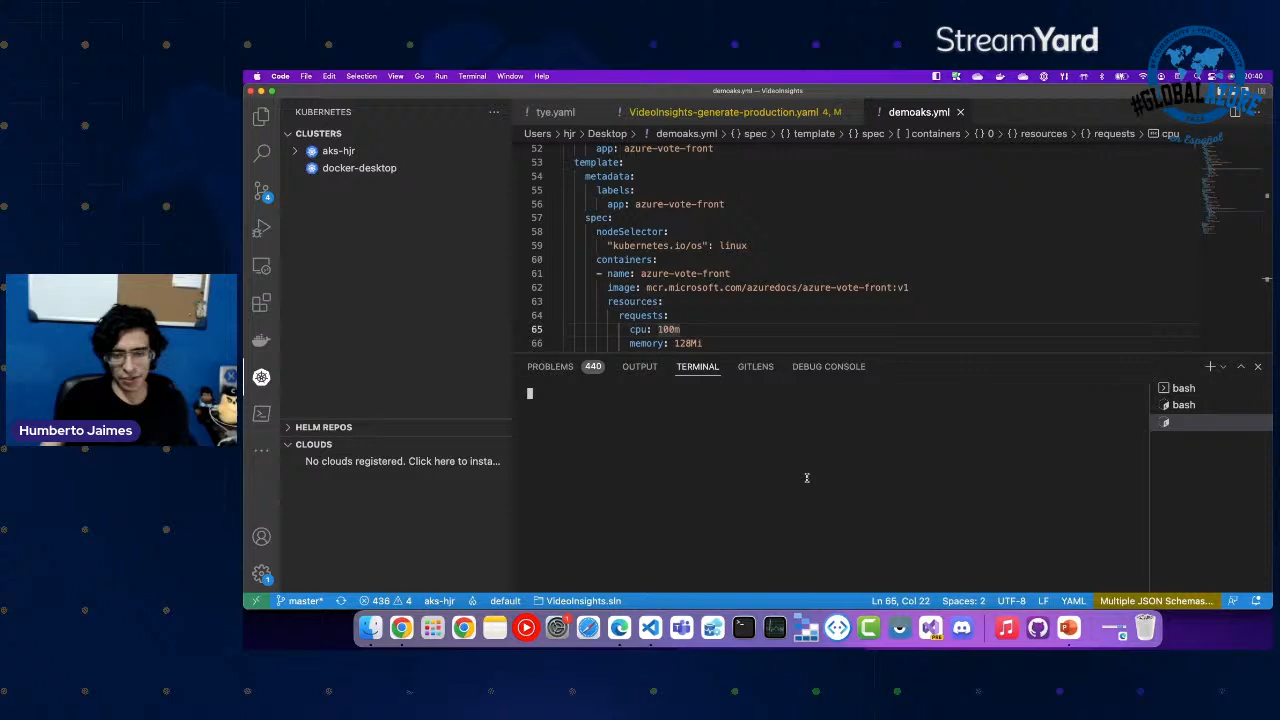 StreamYard
#GLOBALAZURE
en Español
Code File Edit Selection View Go Run Terminal Window Help
20:40
demoaks.yml — VideoInsights
KUBERNETES
tye.yaml
! VideoInsights-generate-production.yaml 4, M
! demoaks.yml
CLUSTERS
Users > hjr > Desktop > ! demoaks.yml > {} spec > {} template > {} spec > [ ] containers > {} 0 > {} resources > {} requests > cpu
aks-hjr
docker-desktop
52 app: azure-vote-front
53 template:
54 metadata:
55 labels:
56 app: azure-vote-front
57 spec:
58 nodeSelector:
59 "kubernetes.io/os": linux
60 containers:
61 - name: azure-vote-front
62 image: mcr.microsoft.com/azuredocs/azure-vote-front:v1
63 resources:
64 requests:
65 cpu: 100m
66 memory: 128Mi
4
PROBLEMS 440 OUTPUT TERMINAL GITLENS DEBUG CONSOLE
bash
bash
HELM REPOS
CLOUDS
No clouds registered. Click here to insta...
Humberto Jaimes
1
master* 436 4 aks-hjr default VideoInsights.sln
Ln 65, Col 22 Spaces: 2 UTF-8 LF YAML Multiple JSON Schemas...